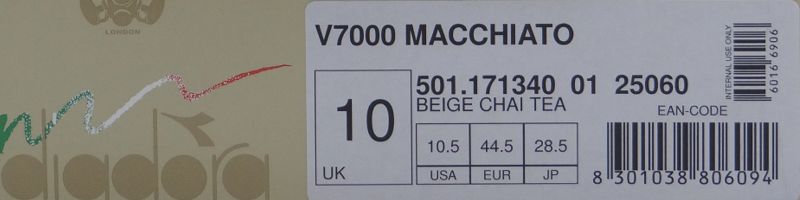 LONDON
diadora
V7000 MACCHIATO
10
UK
501.171340 01 25060
BEIGE CHAI TEA
10.5 44.5 28.5
USA EUR JP
INTERNAL USE ONLY
6016 6906
EAN-CODE
8 301038 806094